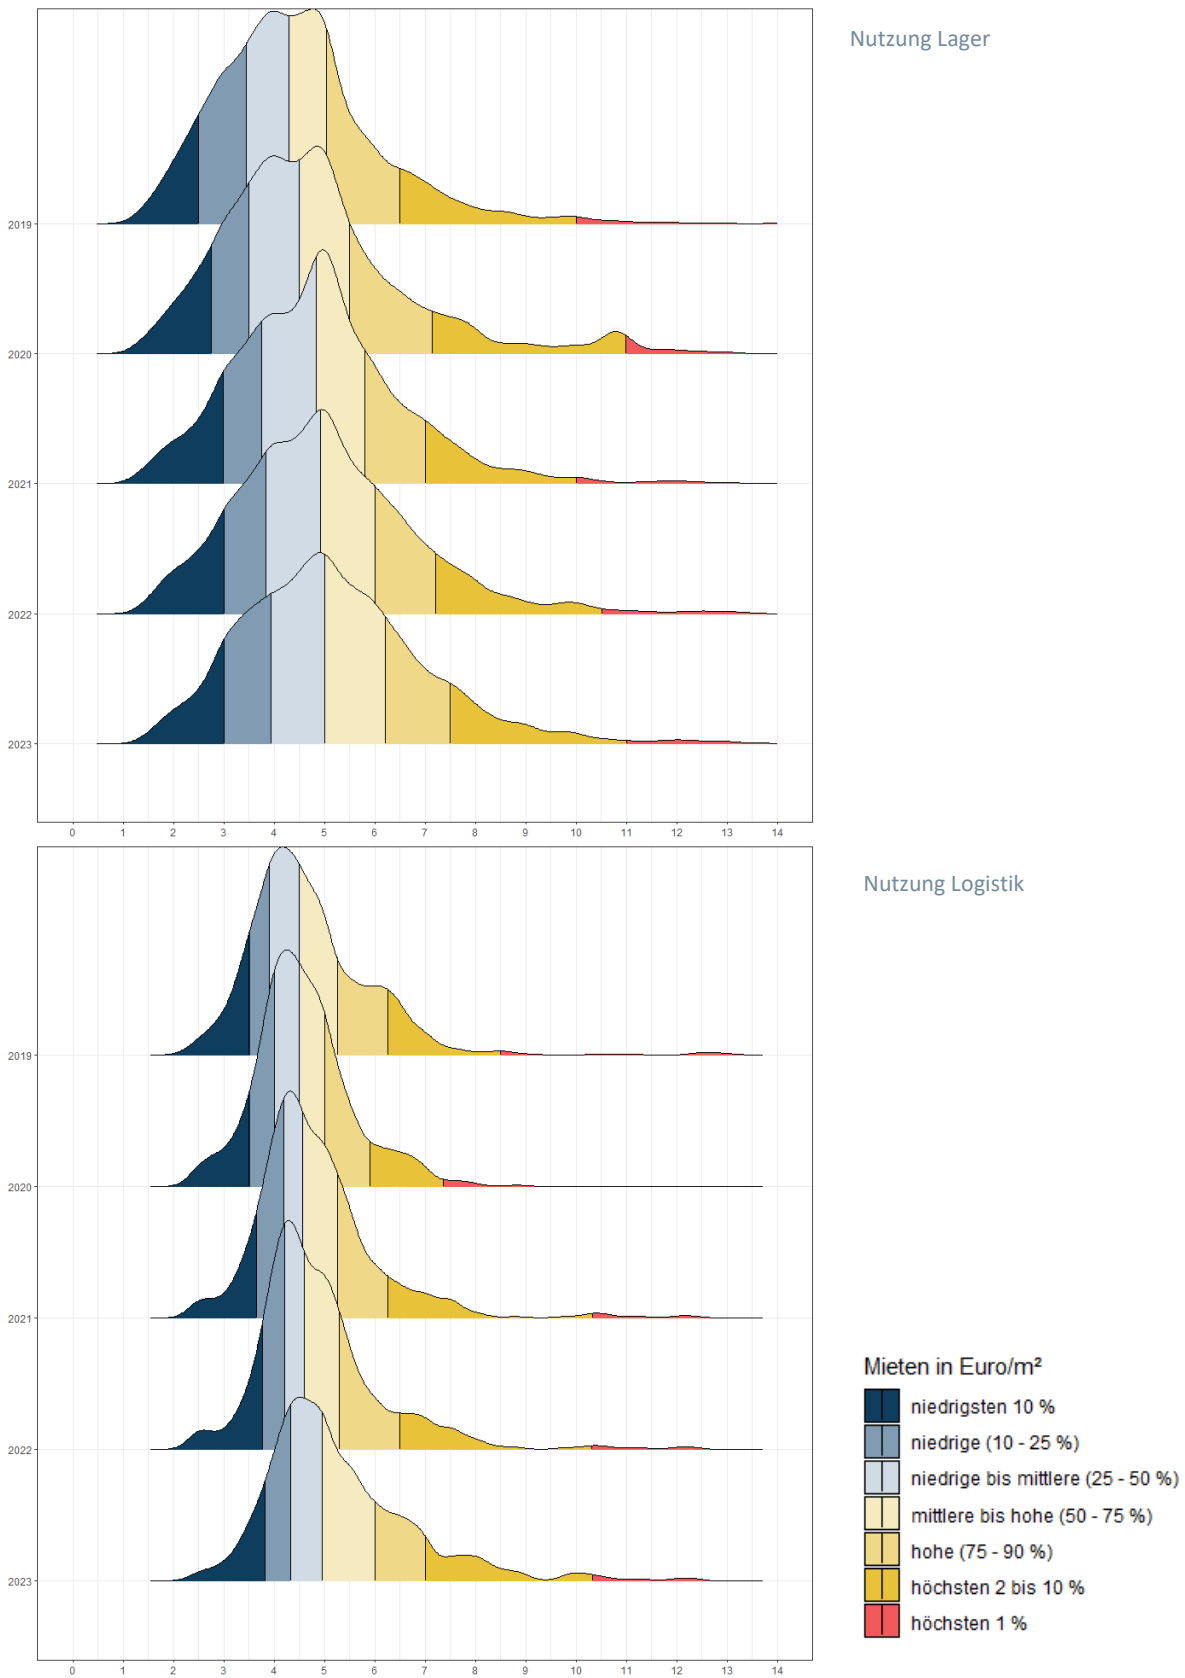 Nutzung Lager
2019
2020
2021
2022
2023
0 1 2 3 4 5 6 7 8 9 10 11 12 13 14
Nutzung Logistik
2019
2020
2021
2022
2023
Mieten in Euro/m²
niedrigsten 10 %
niedrige (10 - 25 %)
niedrige bis mittlere (25 - 50 %)
mittlere bis hohe (50 - 75 %)
hohe (75 - 90 %)
höchsten 2 bis 10 %
höchsten 1 %
0 1 2 3 4 5 6 7 8 9 10 11 12 13 14